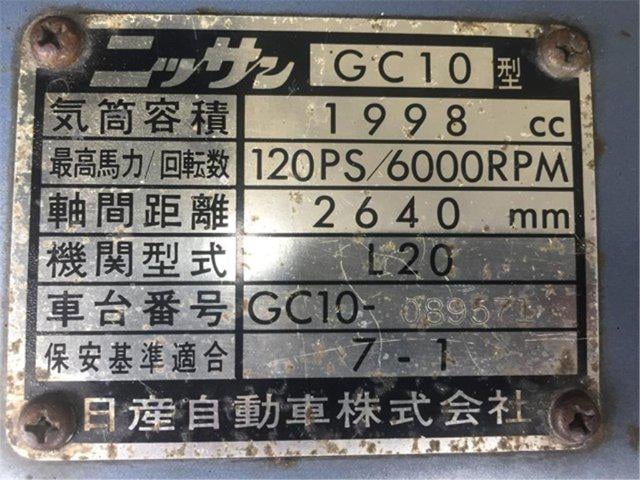 ニッサン GC10 型
気筒容積 1998 cc
最高馬力/回転数 120PS/6000RPM
軸間距離 2640 mm
機関型式 L20
車台番号 GC10- 089571
保安基準適合 7-1
日産自動車株式会社